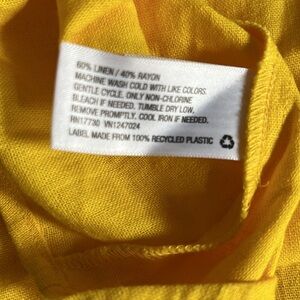 60% LINEN / 40% RAYON
MACHINE WASH COLD WITH LIKE COLORS.
GENTLE CYCLE. ONLY NON-CHLORINE
BLEACH IF NEEDED. TUMBLE DRY LOW,
REMOVE PROMPTLY. COOL IRON IF NEEDED.
RN17730 VN1247024
LABEL MADE FROM 100% RECYCLED PLASTIC